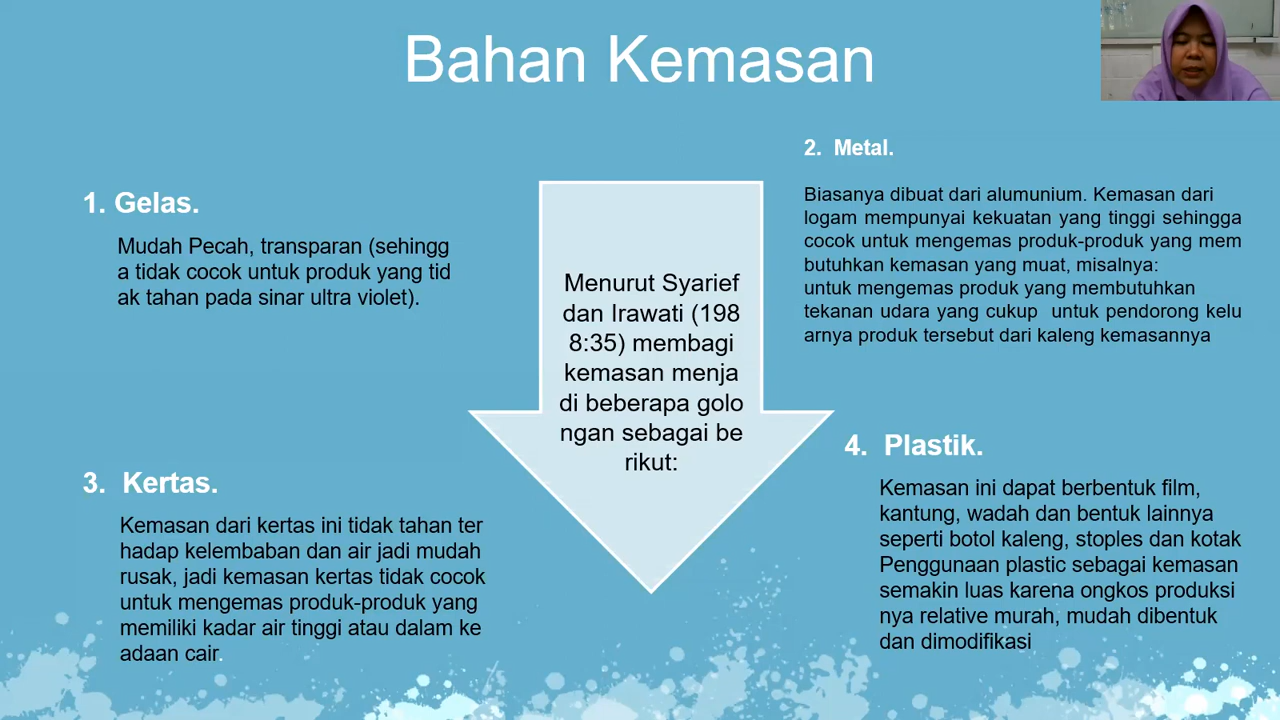 Bahan Kemasan
1. Gelas.
Mudah Pecah, transparan (sehingg
a tidak cocok untuk produk yang tid
ak tahan pada sinar ultra violet).
2. Metal.
Biasanya dibuat dari alumunium. Kemasan dari
logam mempunyai kekuatan yang tinggi sehingga
cocok untuk mengemas produk-produk yang mem
butuhkan kemasan yang muat, misalnya:
untuk mengemas produk yang membutuhkan
tekanan udara yang cukup untuk pendorong kelu
arnya produk tersebut dari kaleng kemasannya
Menurut Syarief
dan Irawati (198
8:35) membagi
kemasan menja
di beberapa golo
ngan sebagai be
rikut:
3. Kertas.
Kemasan dari kertas ini tidak tahan ter
hadap kelembaban dan air jadi mudah
rusak, jadi kemasan kertas tidak cocok
untuk mengemas produk-produk yang
memiliki kadar air tinggi atau dalam ke
adaan cair.
4. Plastik.
Kemasan ini dapat berbentuk film,
kantung, wadah dan bentuk lainnya
seperti botol kaleng, stoples dan kotak
Penggunaan plastic sebagai kemasan
semakin luas karena ongkos produksi
nya relative murah, mudah dibentuk
dan dimodifikasi